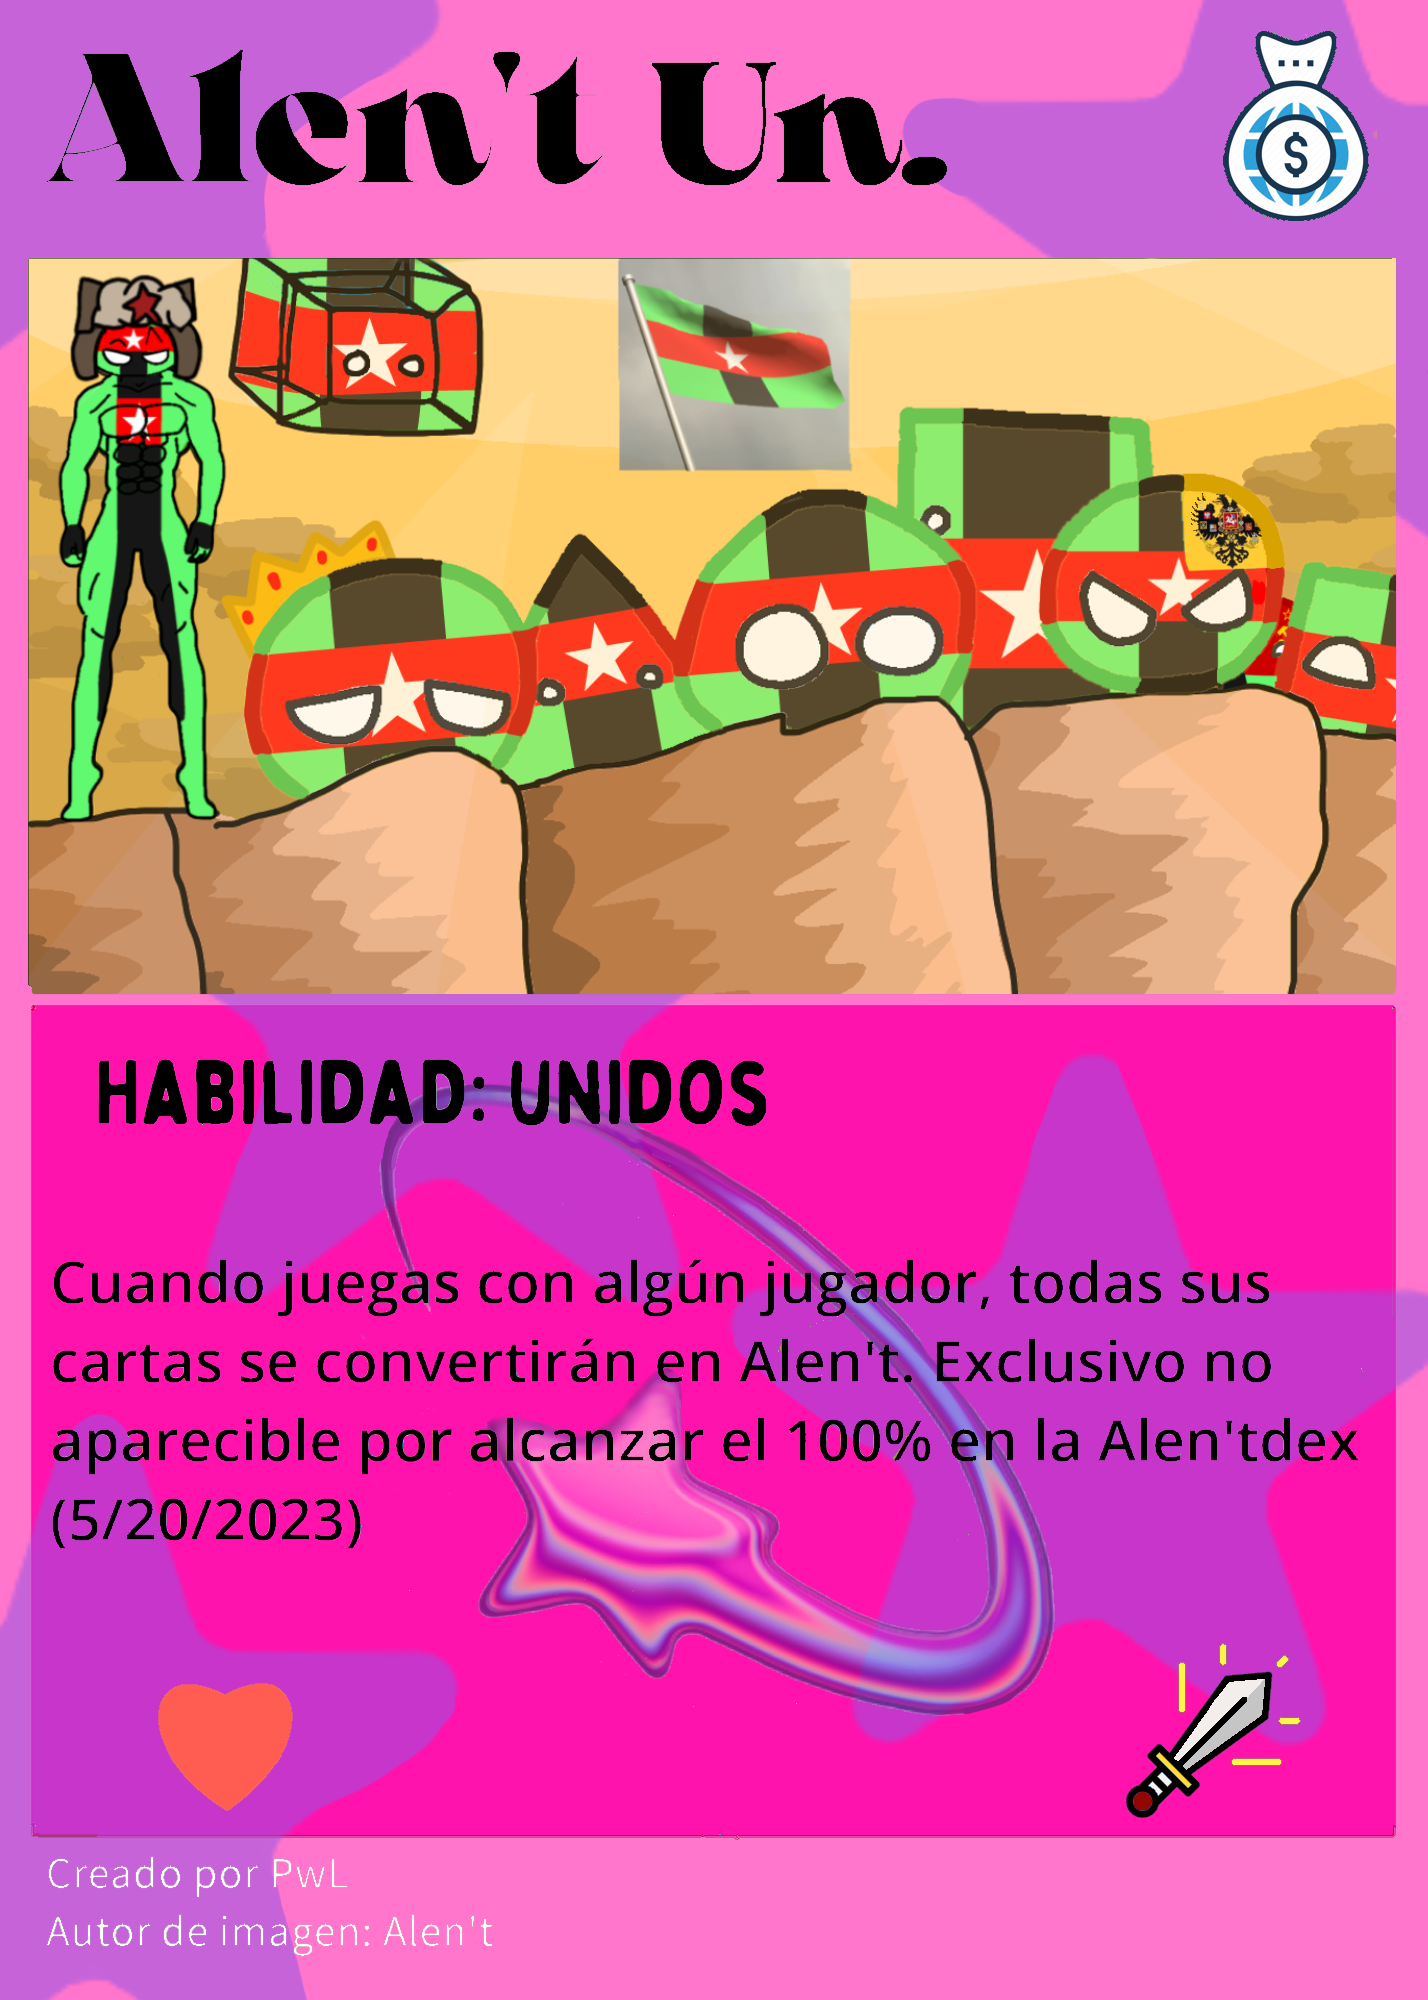 Alen't Un.
$
HABILIDAD: UNIDOS
Cuando juegas con algún jugador, todas sus
cartas se convertirán en Alen't. Exclusivo no
aparecible por alcanzar el 100% en la Alen'tdex
(5/20/2023)
Creado por PwL
Autor de imagen: Alen't